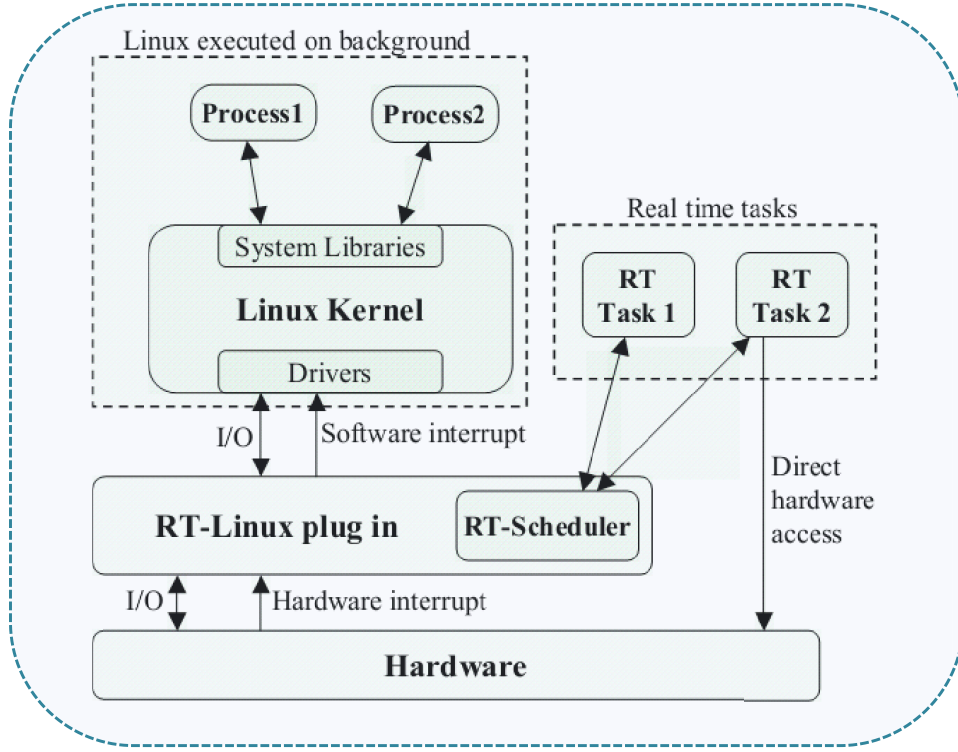 Linux executed on background
Process1
Process2
System Libraries
Linux Kernel
Drivers
Real time tasks
RT
Task 1
RT
Task 2
I/O
Software interrupt
Direct
hardware
access
RT-Linux plug in
RT-Scheduler
I/O
Hardware interrupt
Hardware